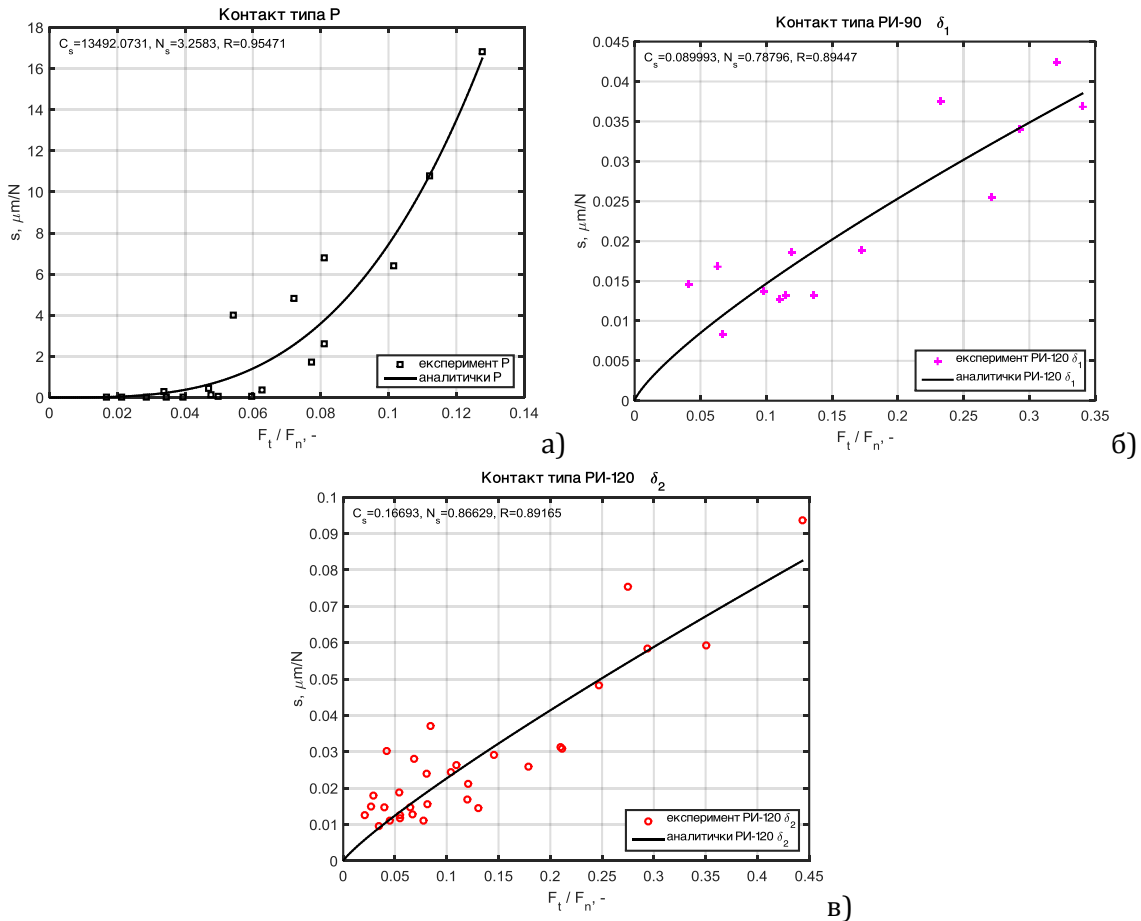 Контакт типа Р
C_s=13492.0731, N_s=3.2583, R=0.95471
18
16
14
12
10
8
6
4
2
0
s, μm/N
0.02
0.04
0.06
0.08
0.1
0.12
0.14
F_t / F_n, -
експеримент Р
аналитички Р
а)
Контакт типа РИ-90 δ_1
C_s=0.089993, N_s=0.78796, R=0.89447
0.045
0.04
0.035
0.03
0.025
0.02
0.015
0.01
0.005
0
s, μm/N
0
0.05
0.1
0.15
0.2
0.25
0.3
0.35
F_t / F_n, -
експеримент РИ-120 δ_1
аналитички РИ-120 δ_1
б)
Контакт типа РИ-120 δ_2
C_s=0.16693, N_s=0.86629, R=0.89165
0.1
0.09
0.08
0.07
0.06
0.05
0.04
0.03
0.02
0.01
0
s, μm/N
0
0.05
0.1
0.15
0.2
0.25
0.3
0.35
0.4
0.45
F_t / F_n, -
експеримент РИ-120 δ_2
аналитички РИ-120 δ_2
в)